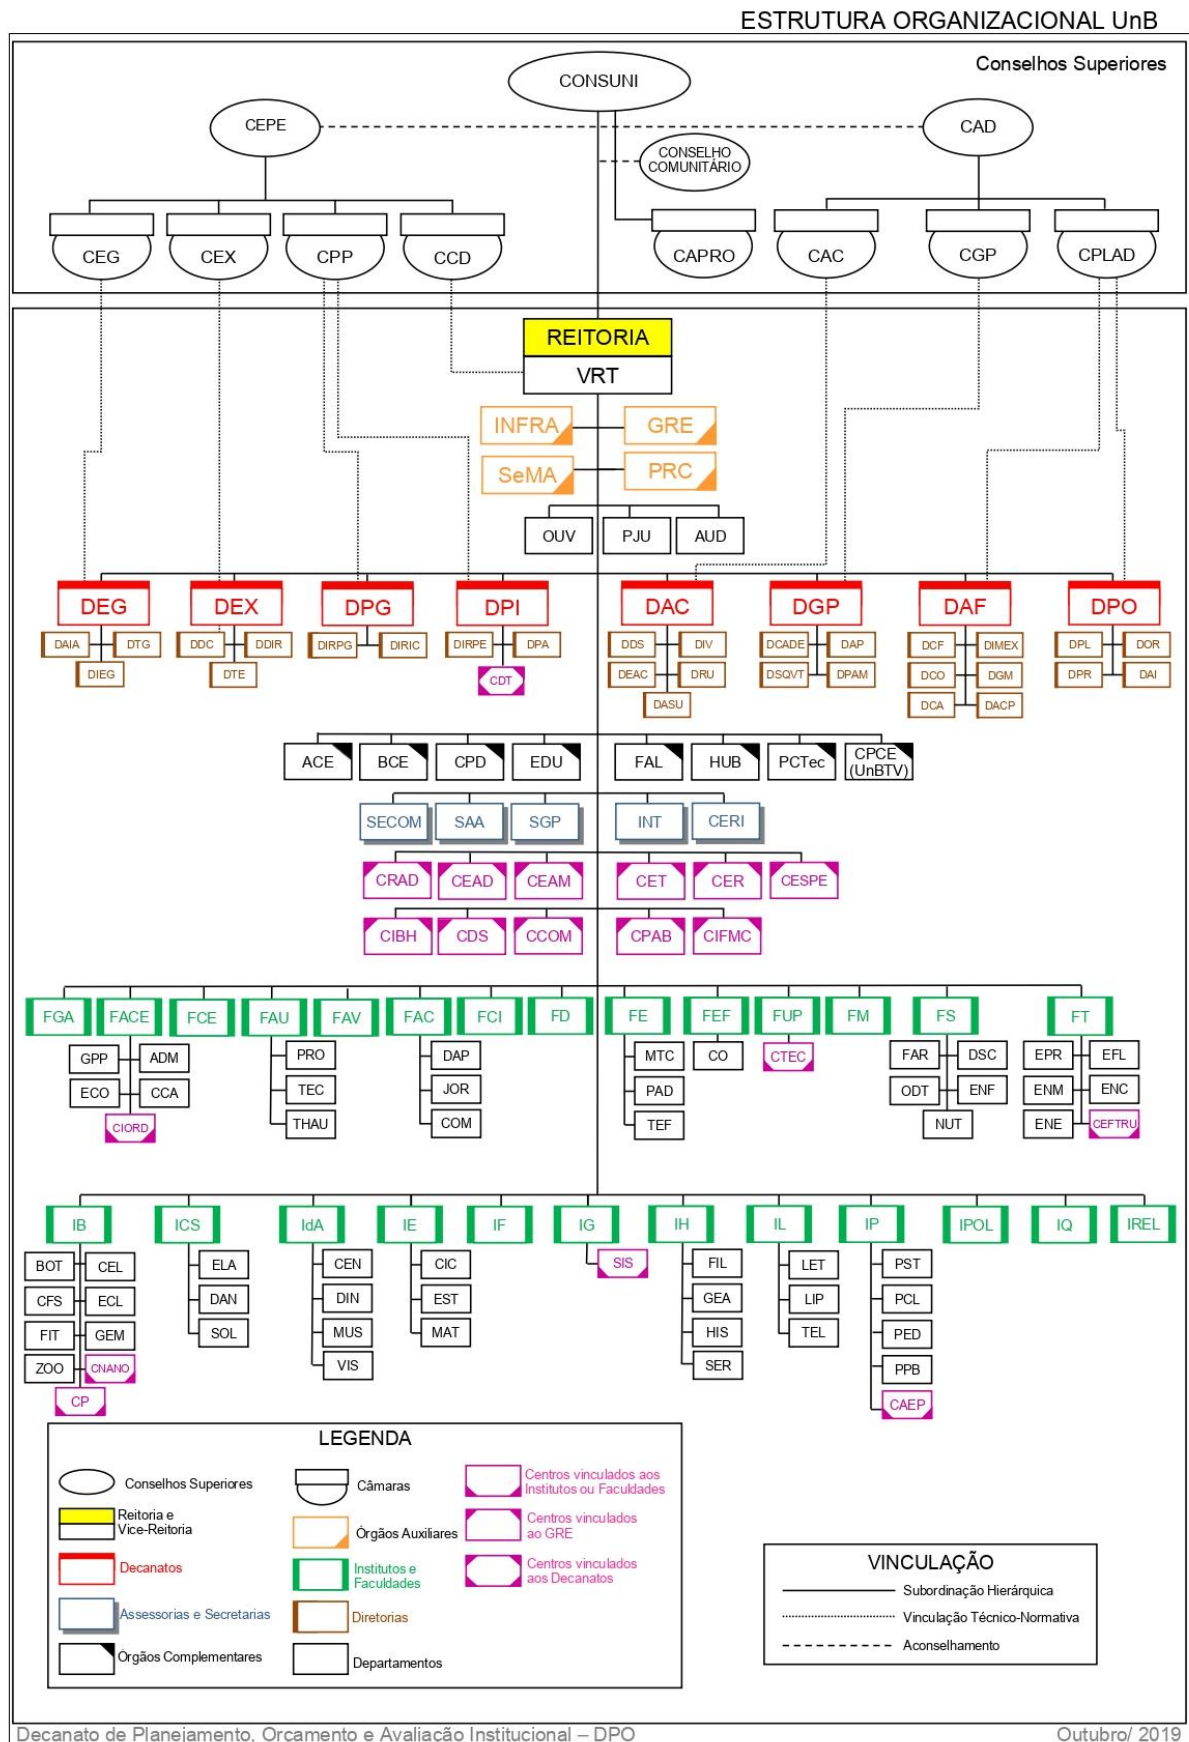 ESTRUTURA ORGANIZACIONAL UnB
Conselhos Superiores
CONSUNI
CEPE
CAD
CONSELHO
COMUNITÁRIO
CEG
CEX
CPP
CCD
CAPRO
CAC
CGP
CPLAD
REITORIA
VRT
INFRA
GRE
SeMA
PRC
OUV
PJU
AUD
DEG
DEX
DPG
DPI
DAC
DGP
DAF
DPO
DAIA
DTG
DDC
DDIR
DIRPG
DIRIC
DIRPE
DPA
DDS
DIV
DCADE
DAP
DCF
DIMEX
DPL
DOR
DIEG
DTE
CDT
DEAC
DRU
DSQVT
DPAM
DCO
DGM
DPR
DAI
DASU
DCA
DACP
ACE
BCE
CPD
EDU
FAL
HUB
PCTec
CPCE
(UnBTV)
SECOM
SAA
SGP
INT
CERI
CRAD
CEAD
CEAM
CET
CER
CESPE
CIBH
CDS
CCOM
CPAB
CIFMC
FGA
FACE
FCE
FAU
FAV
FAC
FCI
FD
FE
FEF
FUP
FM
FS
FT
GPP
ADM
PRO
DAP
MTC
CO
CTEC
FAR
DSC
EPR
EFL
ECO
CCA
TEC
JOR
PAD
ODT
ENF
ENM
ENC
CIORD
THAU
COM
TEF
NUT
ENE
CEFTRU
IB
ICS
IdA
IE
IF
IG
IH
IL
IP
IPOL
IQ
IREL
BOT
CEL
ELA
CEN
CIC
SIS
FIL
LET
PST
CFS
ECL
DAN
DIN
EST
GEA
LIP
PCL
FIT
GEM
SOL
MUS
MAT
HIS
TEL
PED
ZOO
CNANO
VIS
SER
PPB
CP
CAEP
LEGENDA
Conselhos Superiores
Câmaras
Centros vinculados aos
Institutos ou Faculdades
Reitoria e
Vice-Reitoria
Órgãos Auxiliares
Centros vinculados
ao GRE
Decanatos
Institutos e
Faculdades
Centros vinculados
aos Decanatos
Assessorias e Secretarias
Diretorias
Órgãos Complementares
Departamentos
VINCULAÇÃO
Subordinação Hierárquica
Vinculação Técnico-Normativa
Aconselhamento
Decanato de Planejamento, Orçamento e Avaliação Institucional – DPO
Outubro/ 2019